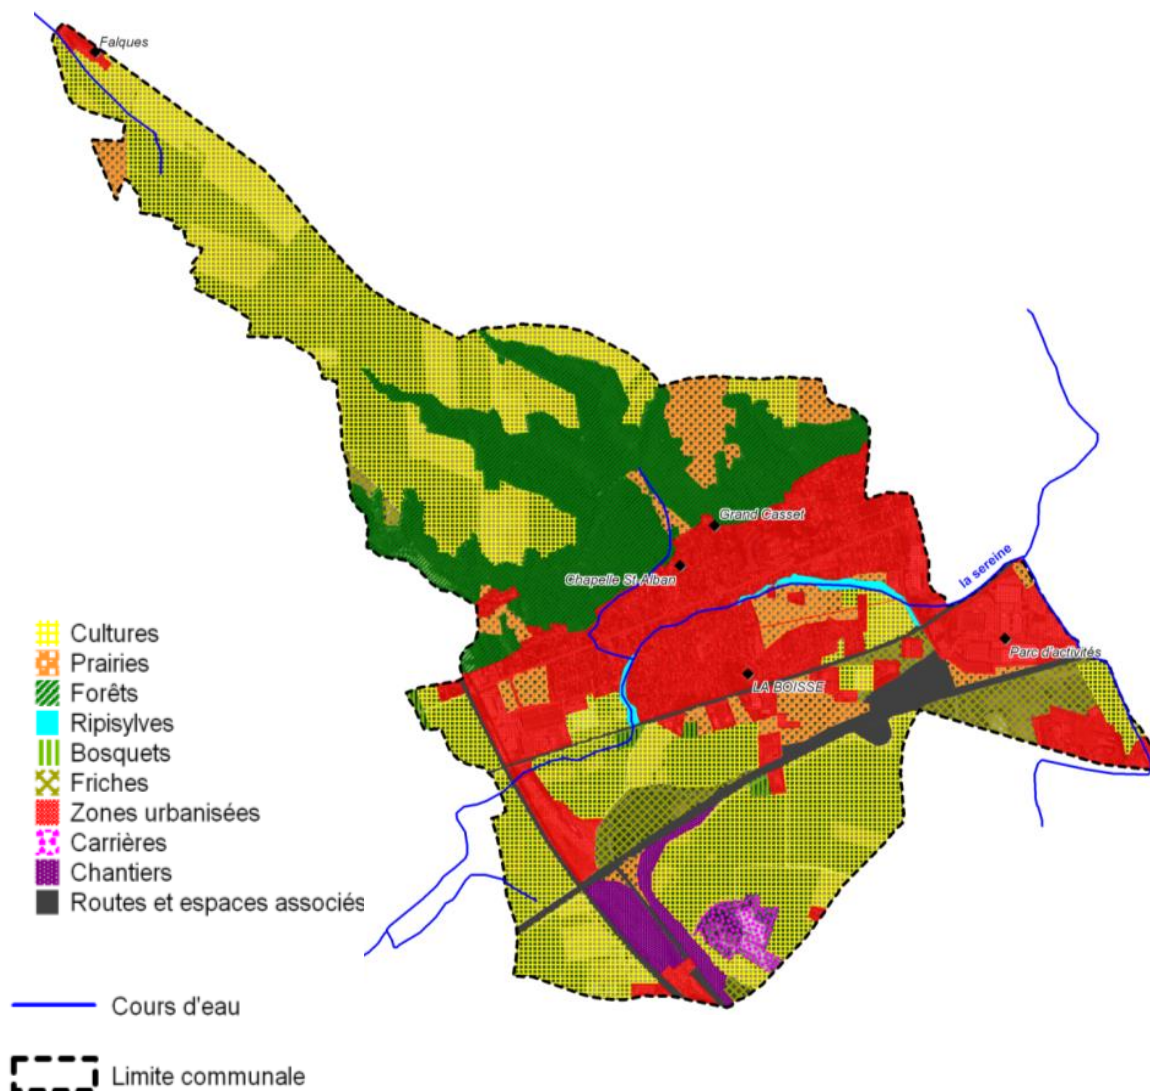 Falques
Grand Casset
Chapelle St Alban
la sereine
Parc d'activités
LA BOISSE
Cultures
Prairies
Forêts
Ripisylves
Bosquets
Friches
Zones urbanisées
Carrières
Chantiers
Routes et espaces associés
Cours d'eau
Limite communale